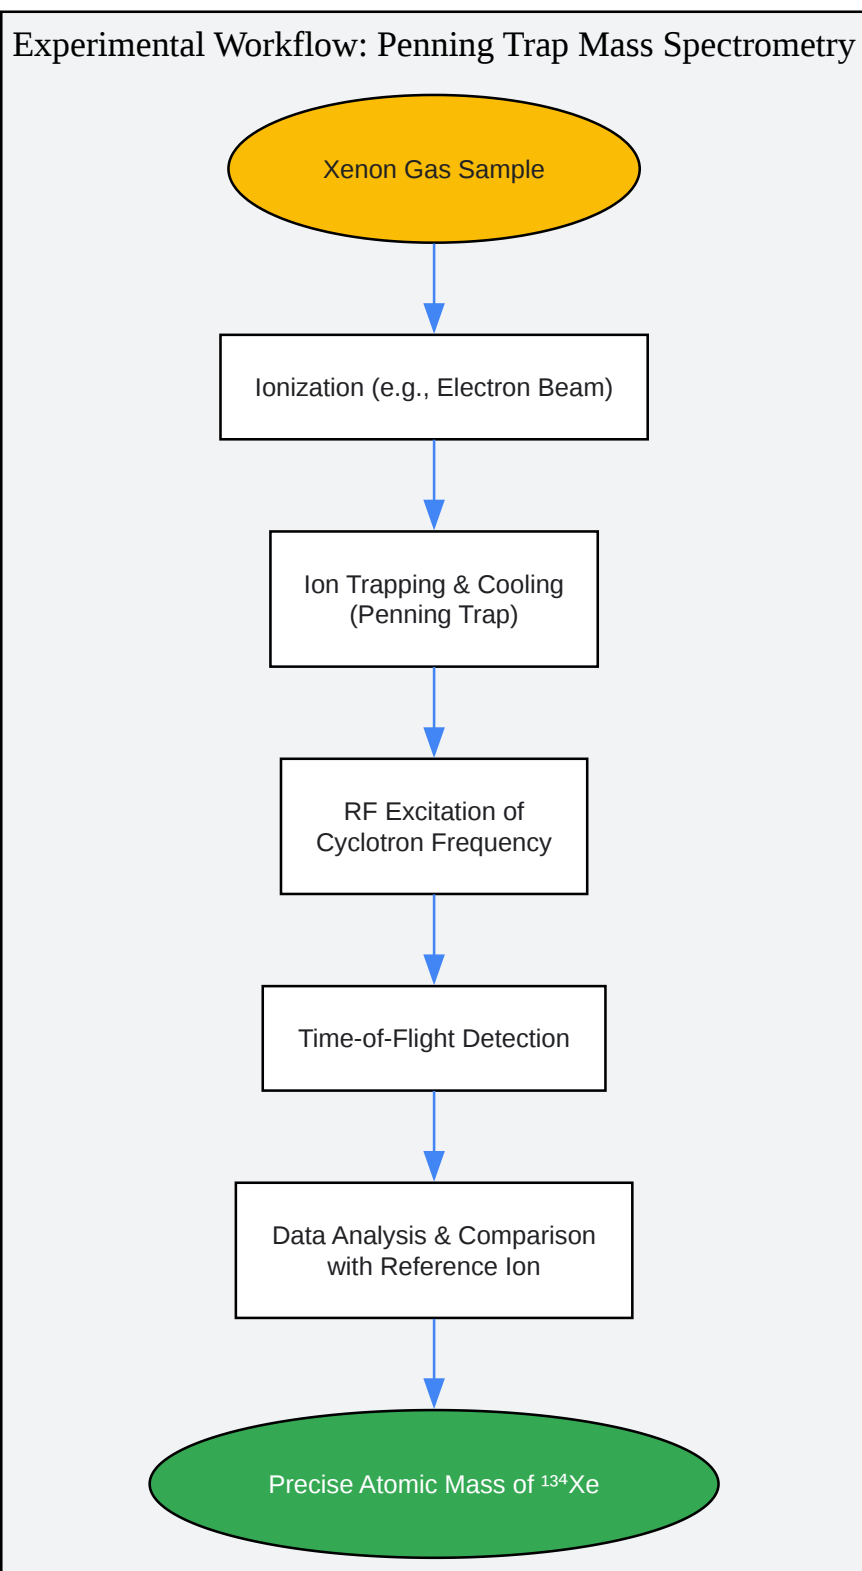 Experimental Workflow: Penning Trap Mass Spectrometry
Xenon Gas Sample
Ionization (e.g., Electron Beam)
Ion Trapping & Cooling
(Penning Trap)
RF Excitation of
Cyclotron Frequency
Time-of-Flight Detection
Data Analysis & Comparison
with Reference Ion
Precise Atomic Mass of ¹³⁴Xe